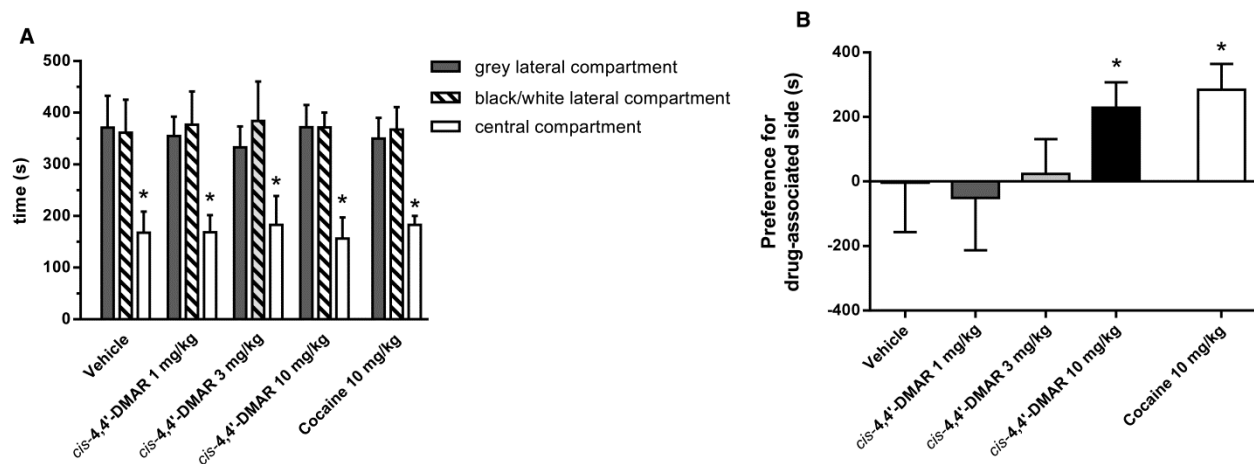 A
500
400
300
200
100
0
time (s)
grey lateral compartment
black/white lateral compartment
central compartment
*
*
*
*
*
Vehicle
cis-4,4'-DMAR 1 mg/kg
cis-4,4'-DMAR 3 mg/kg
cis-4,4'-DMAR 10 mg/kg
Cocaine 10 mg/kg
B
400
200
0
-200
-400
Preference for
drug-associated side (s)
*
*
Vehicle
cis-4,4'-DMAR 1 mg/kg
cis-4,4'-DMAR 3 mg/kg
cis-4,4'-DMAR 10 mg/kg
Cocaine 10 mg/kg